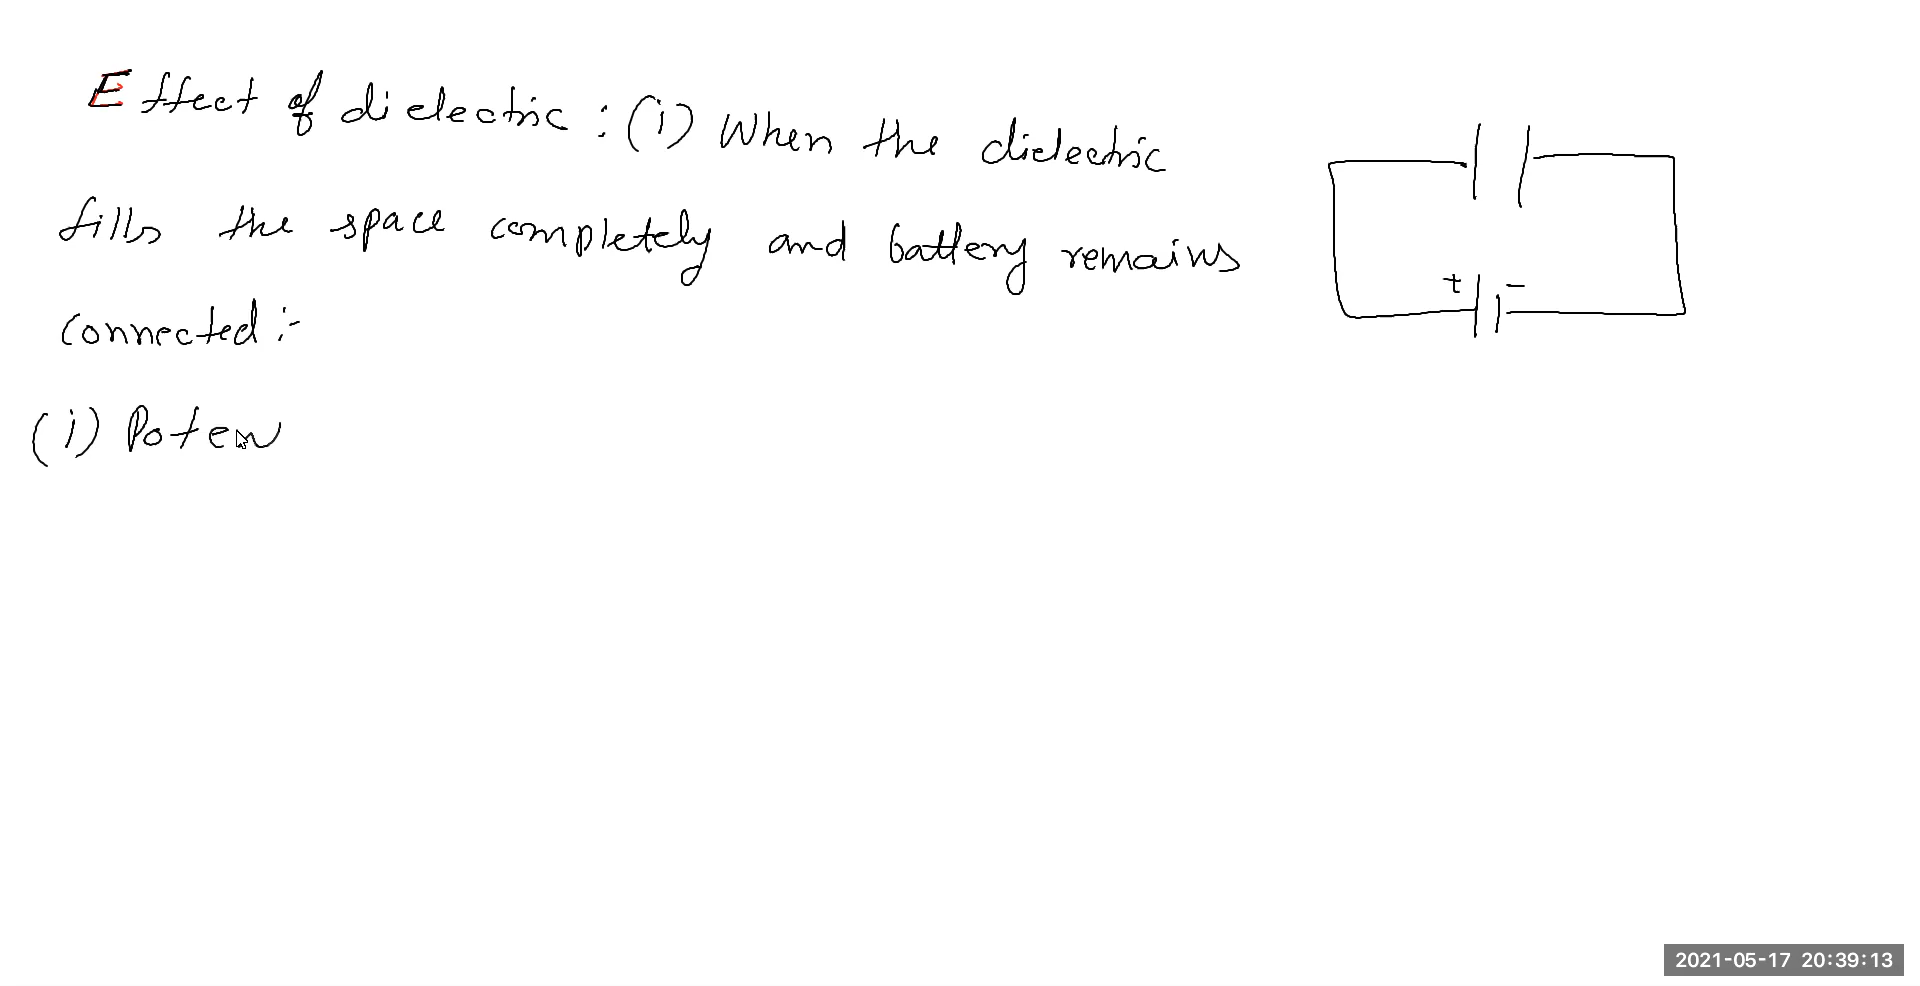 Effect of dielectric : (i) When the dielectric
fills the space completely and battery remains
connected :-
(i) Poten
+ -
2021-05-17 20:39:13